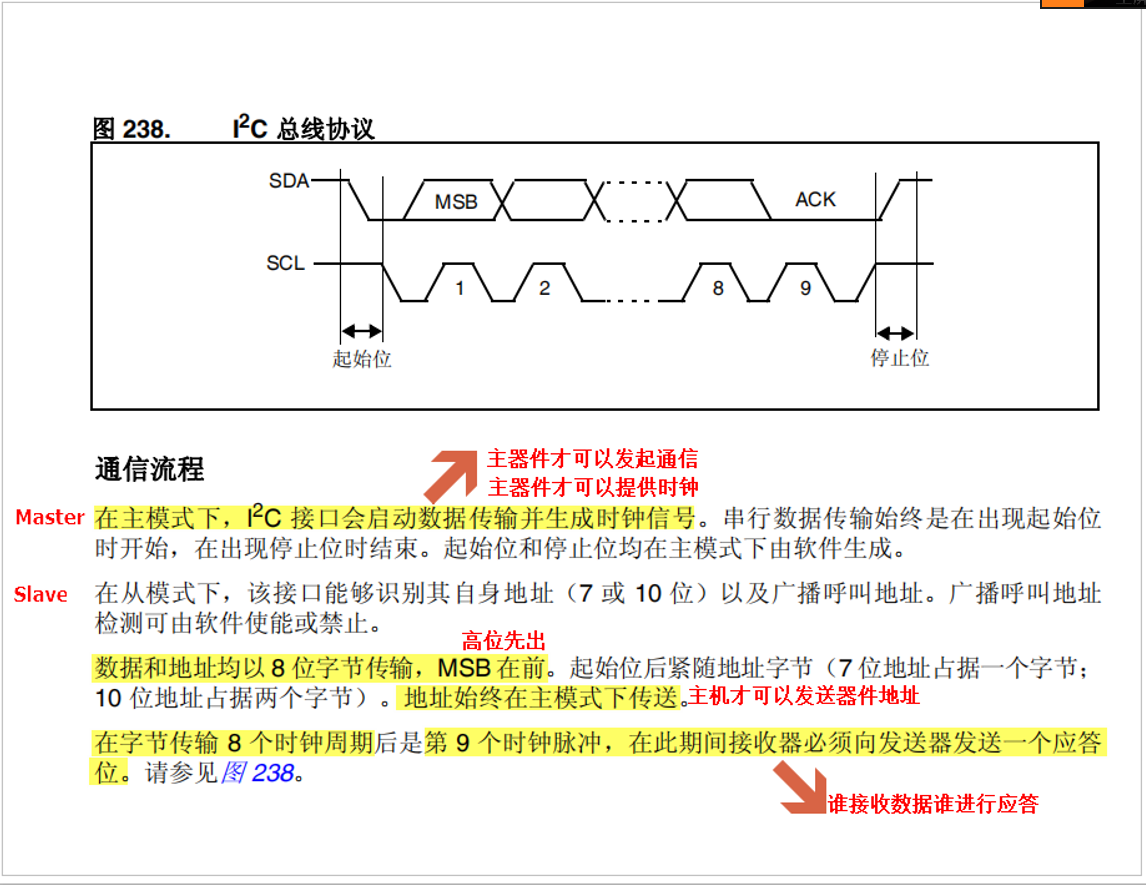 图 238. I²C 总线协议
SDA MSB ACK
SCL 1 2 8 9
起始位 停止位
通信流程
主器件才可以发起通信
主器件才可以提供时钟
Master 在主模式下，I²C 接口会启动数据传输并生成时钟信号。串行数据传输始终是在出现起始位
时开始，在出现停止位时结束。起始位和停止位均在主模式下由软件生成。
Slave 在从模式下，该接口能够识别其自身地址（7 或 10 位）以及广播呼叫地址。广播呼叫地址
检测可由软件使能或禁止。
高位先出
数据和地址均以 8 位字节传输，MSB 在前。起始位后紧随地址字节（7 位地址占据一个字节；
10 位地址占据两个字节）。地址始终在主模式下传送。主机才可以发送器件地址
在字节传输 8 个时钟周期后是第 9 个时钟脉冲，在此期间接收器必须向发送器发送一个应答
位。请参见图 238。
谁接收数据谁进行应答